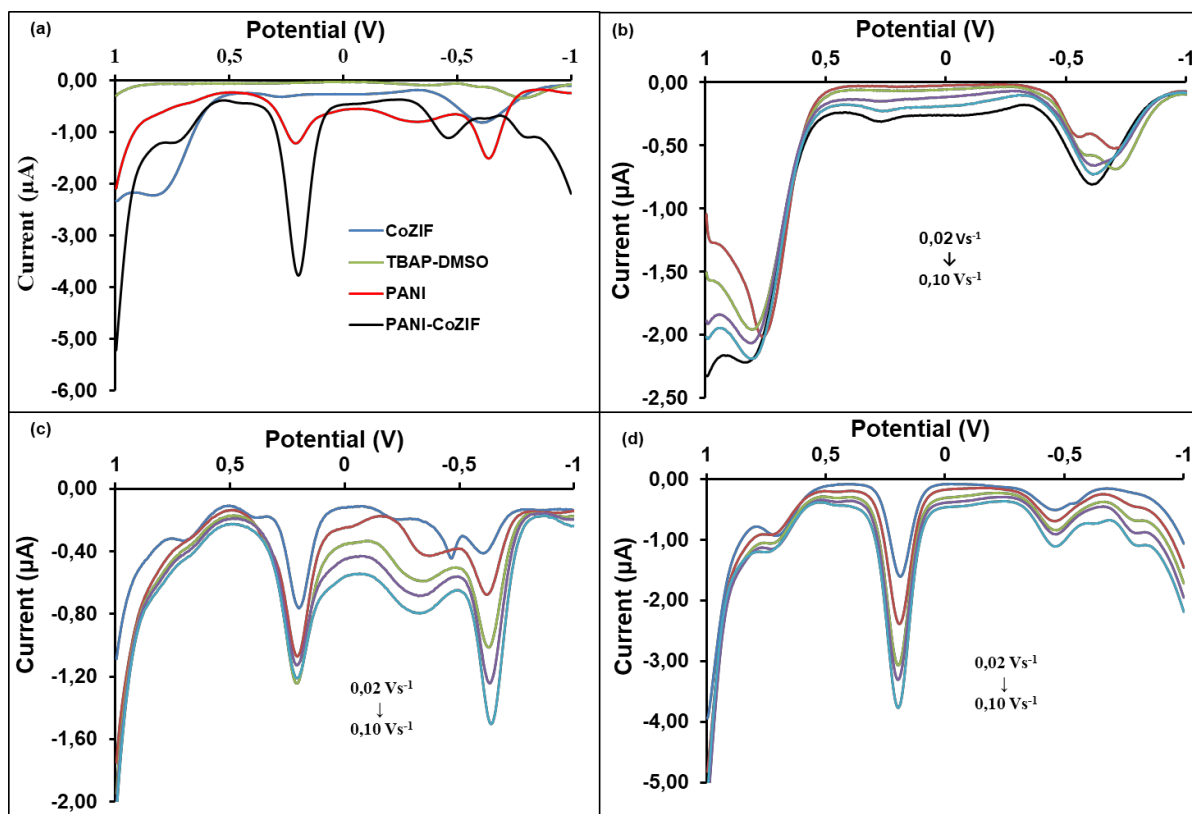 (a)
Potential (V)
1 0,5 0 -0,5 -1
0,00
-1,00
-2,00
-3,00
-4,00
-5,00
-6,00
Current (µA)
CoZIF
TBAP-DMSO
PANI
PANI-CoZIF
(b)
Potential (V)
1 0,5 0 -0,5 -1
0,00
-0,50
-1,00
-1,50
-2,00
-2,50
Current (µA)
0,02 Vs⁻¹
↓
0,10 Vs⁻¹
(c)
Potential (V)
1 0,5 0 -0,5 -1
0,00
-0,40
-0,80
-1,20
-1,60
-2,00
Current (µA)
0,02 Vs⁻¹
↓
0,10 Vs⁻¹
(d)
Potential (V)
1 0,5 0 -0,5 -1
0,00
-1,00
-2,00
-3,00
-4,00
-5,00
Current (µA)
0,02 Vs⁻¹
↓
0,10 Vs⁻¹